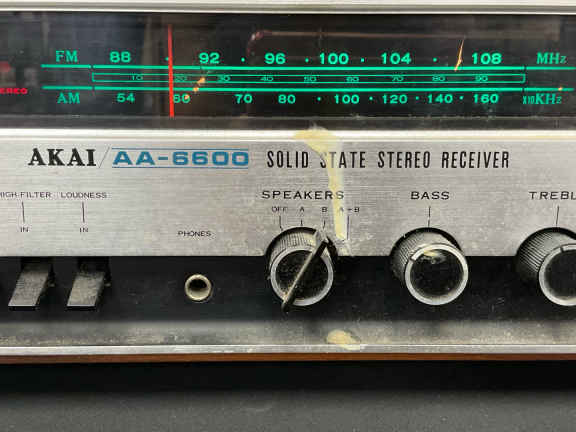 FM 88 92 96 100 104 108 MHz
10 20 30 40 50 60 70 80 90
AM 54 60 70 80 100 120 140 160 x10KHz
AKAI/AA-6600 SOLID STATE STEREO RECEIVER
HIGH-FILTER LOUDNESS SPEAKERS BASS
OFF A B A+B
IN IN PHONES